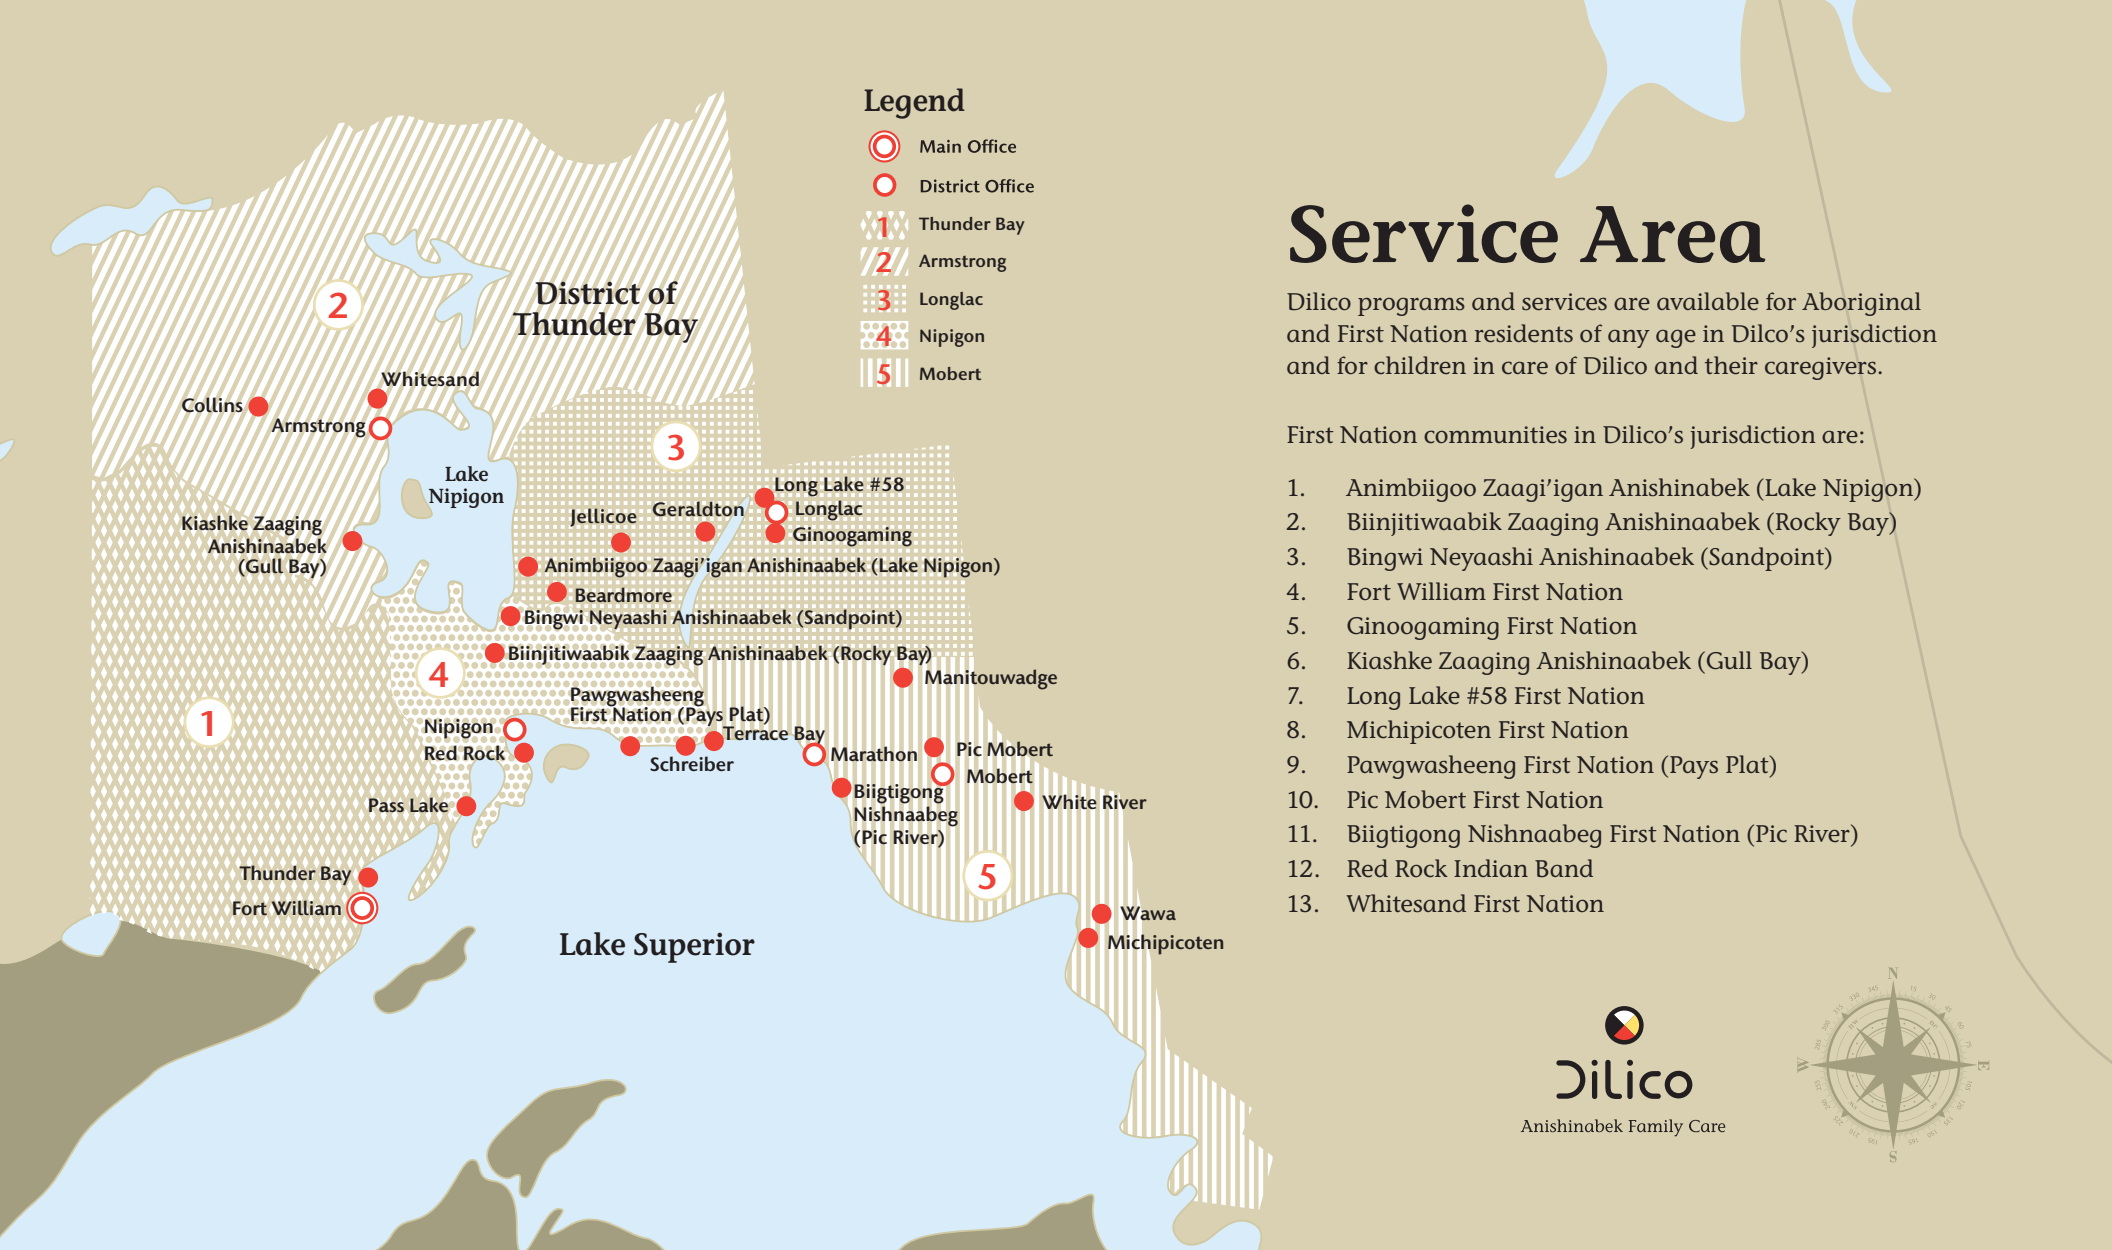 Legend
Main Office
District Office
1 Thunder Bay
2 Armstrong
3 Longlac
4 Nipigon
5 Mobert
District of
Thunder Bay
2
Whitesand
Collins
Armstrong
3
Lake
Nipigon
Long Lake #58
Longlac
Geraldton
Jellicoe
Ginoogaming
Kiashke Zaaging
Anishinaabek
(Gull Bay)
Animbiigoo Zaagi’igan Anishinaabek (Lake Nipigon)
Beardmore
Bingwi Neyaashi Anishinaabek (Sandpoint)
Biinjitiwaabik Zaaging Anishinaabek (Rocky Bay)
4
Manitouwadge
Pawgwasheeng
First Nation (Pays Plat)
1
Nipigon
Terrace Bay
Red Rock
Schreiber
Marathon
Pic Mobert
Mobert
Biigtigong
Nishnaabeg
(Pic River)
White River
Pass Lake
Thunder Bay
5
Fort William
Wawa
Michipicoten
Lake Superior
Service Area
Dilico programs and services are available for Aboriginal
and First Nation residents of any age in Dilco’s jurisdiction
and for children in care of Dilico and their caregivers.
First Nation communities in Dilico’s jurisdiction are:
1. Animbiigoo Zaagi’igan Anishinabek (Lake Nipigon)
2. Biinjitiwaabik Zaaging Anishinaabek (Rocky Bay)
3. Bingwi Neyaashi Anishinaabek (Sandpoint)
4. Fort William First Nation
5. Ginoogaming First Nation
6. Kiashke Zaaging Anishinaabek (Gull Bay)
7. Long Lake #58 First Nation
8. Michipicoten First Nation
9. Pawgwasheeng First Nation (Pays Plat)
10. Pic Mobert First Nation
11. Biigtigong Nishnaabeg First Nation (Pic River)
12. Red Rock Indian Band
13. Whitesand First Nation
Dilico
Anishinabek Family Care
N
W
E
S